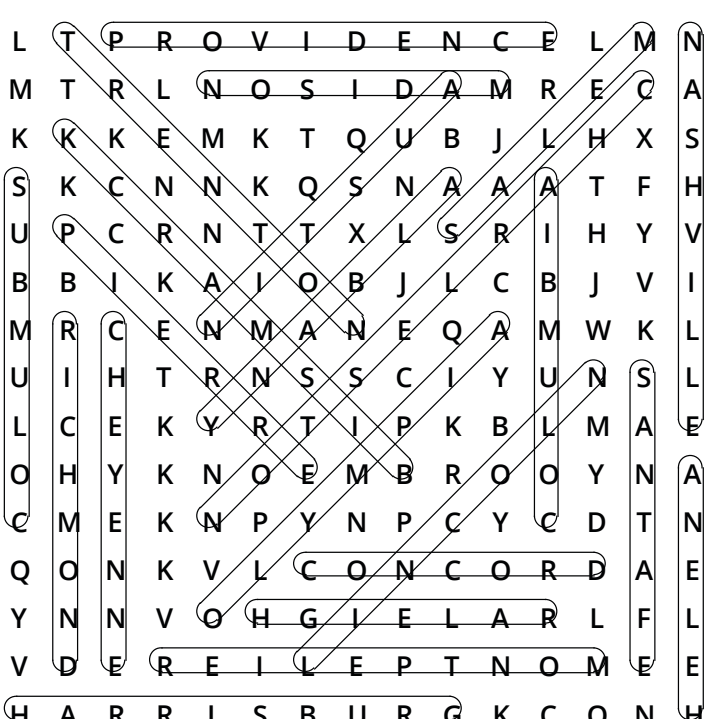 L T P R O V I D E N C E L M N
M T R L N O S I D A M R E C A
K K K E M K T Q U B J L H X S
S K C N N K Q S N A A A T F H
U P C R N T T X L S R I H Y V
B B I K A I O B J L C B J V I
M R C E N M A N E Q A M W K L
U I H T R N S S C I Y U N S L
L C E K Y R T I P K B L M A E
O H Y K N O E M B R O O Y N A
C M E K N P Y N P C Y C D T N
Q O N K V L C O N C O R D A E
Y N N V O H G I E L A R L F L
V D E R E I L E P T N O M E E
H A R R I S B U R G K C O N H